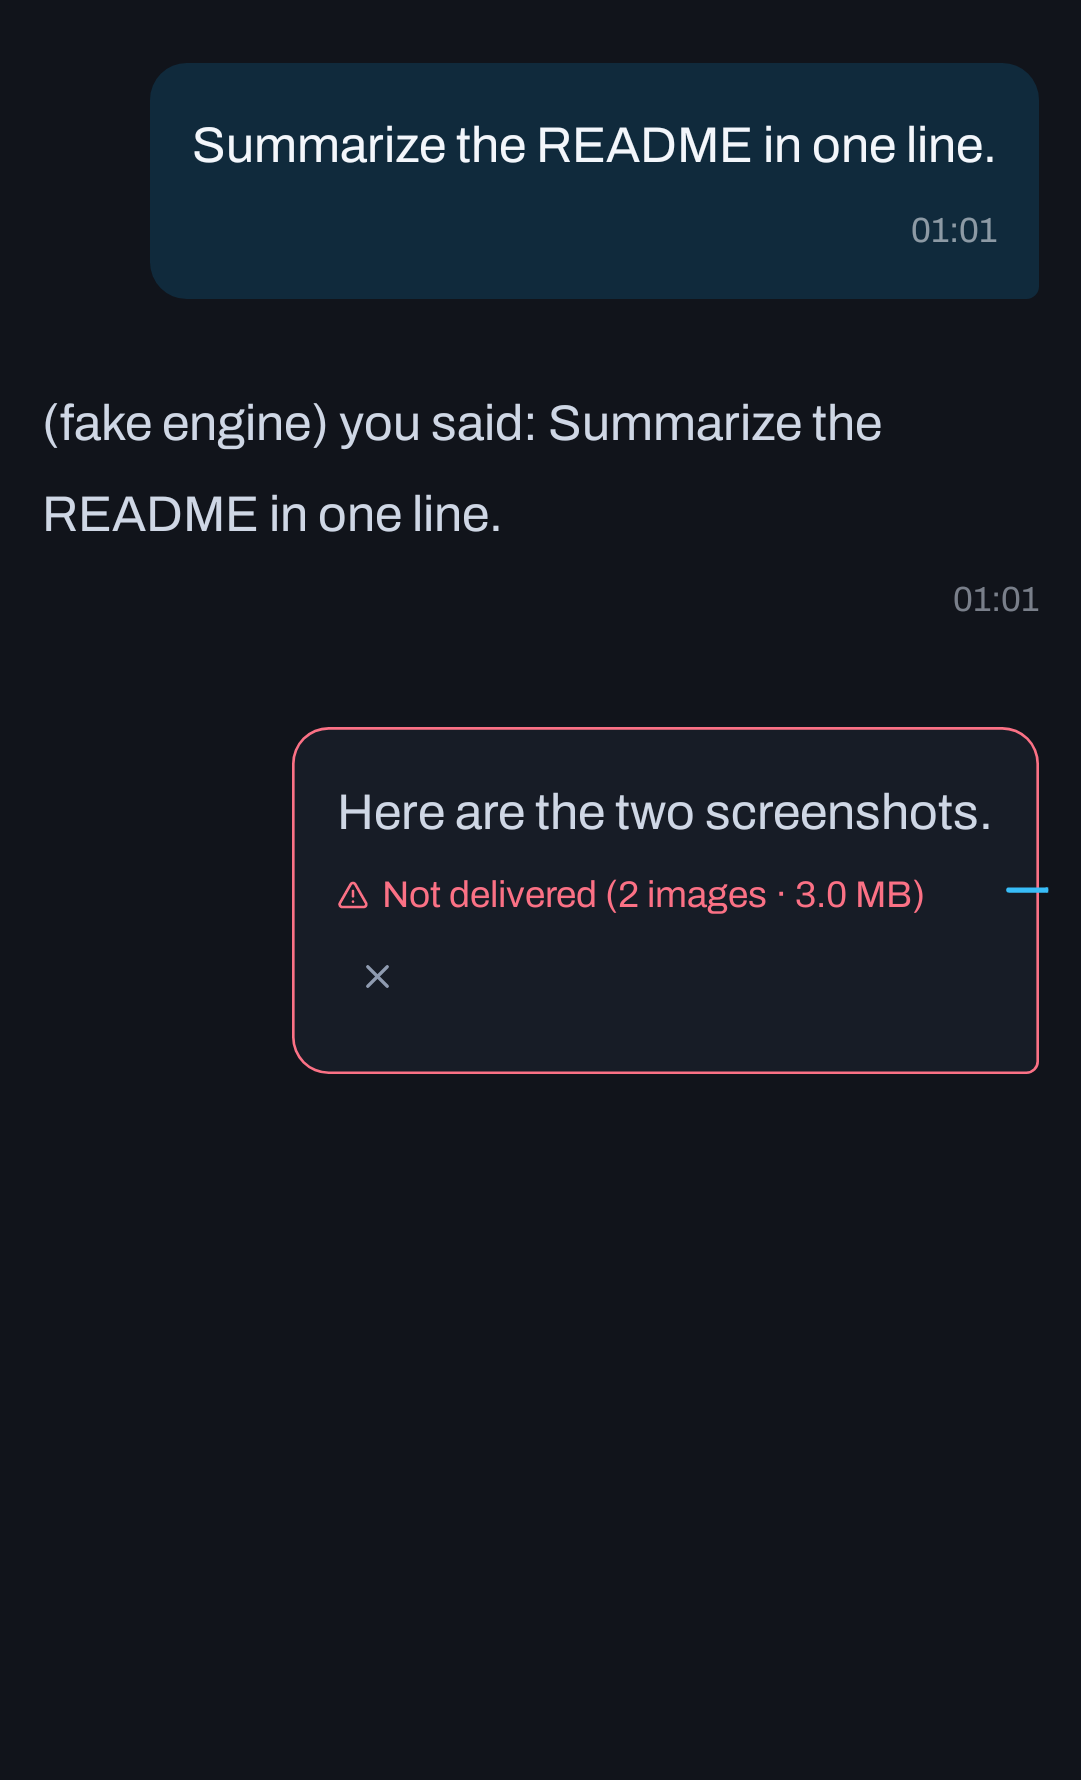 Summarize the README in one line.
01:01
(fake engine) you said: Summarize the
README in one line.
01:01
Here are the two screenshots.
Not delivered (2 images · 3.0 MB)